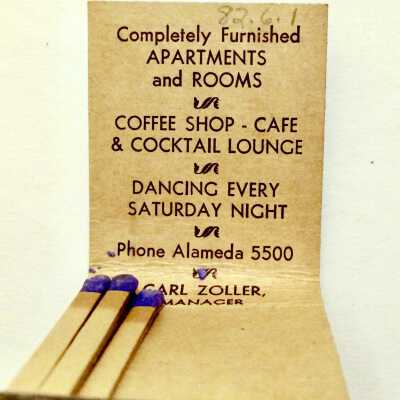 82.6.1
Completely Furnished
APARTMENTS
and ROOMS
COFFEE SHOP - CAFE
& COCKTAIL LOUNGE
DANCING EVERY
SATURDAY NIGHT
Phone Alameda 5500
CARL ZOLLER,
MANAGER